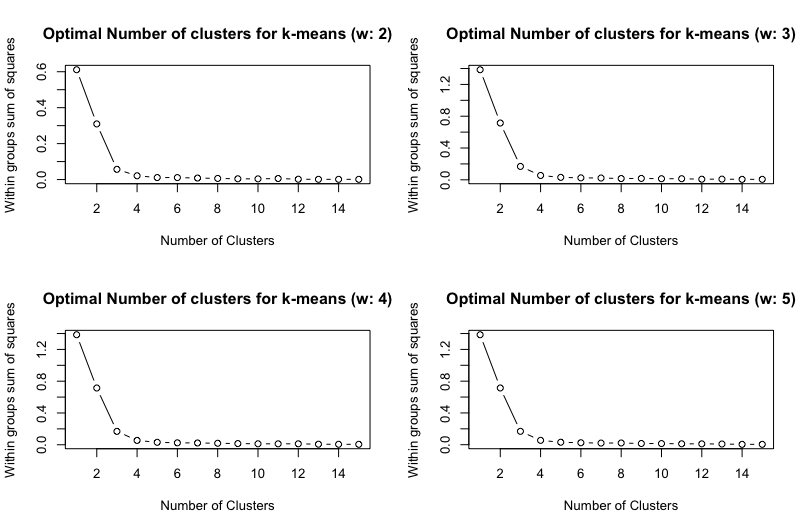 Optimal Number of clusters for k-means (w: 2)
Within groups sum of squares
0.0 0.2 0.4 0.6
2 4 6 8 10 12 14
Number of Clusters
Optimal Number of clusters for k-means (w: 3)
Within groups sum of squares
0.0 0.4 0.8 1.2
2 4 6 8 10 12 14
Number of Clusters
Optimal Number of clusters for k-means (w: 4)
Within groups sum of squares
0.0 0.4 0.8 1.2
2 4 6 8 10 12 14
Number of Clusters
Optimal Number of clusters for k-means (w: 5)
Within groups sum of squares
0.0 0.4 0.8 1.2
2 4 6 8 10 12 14
Number of Clusters